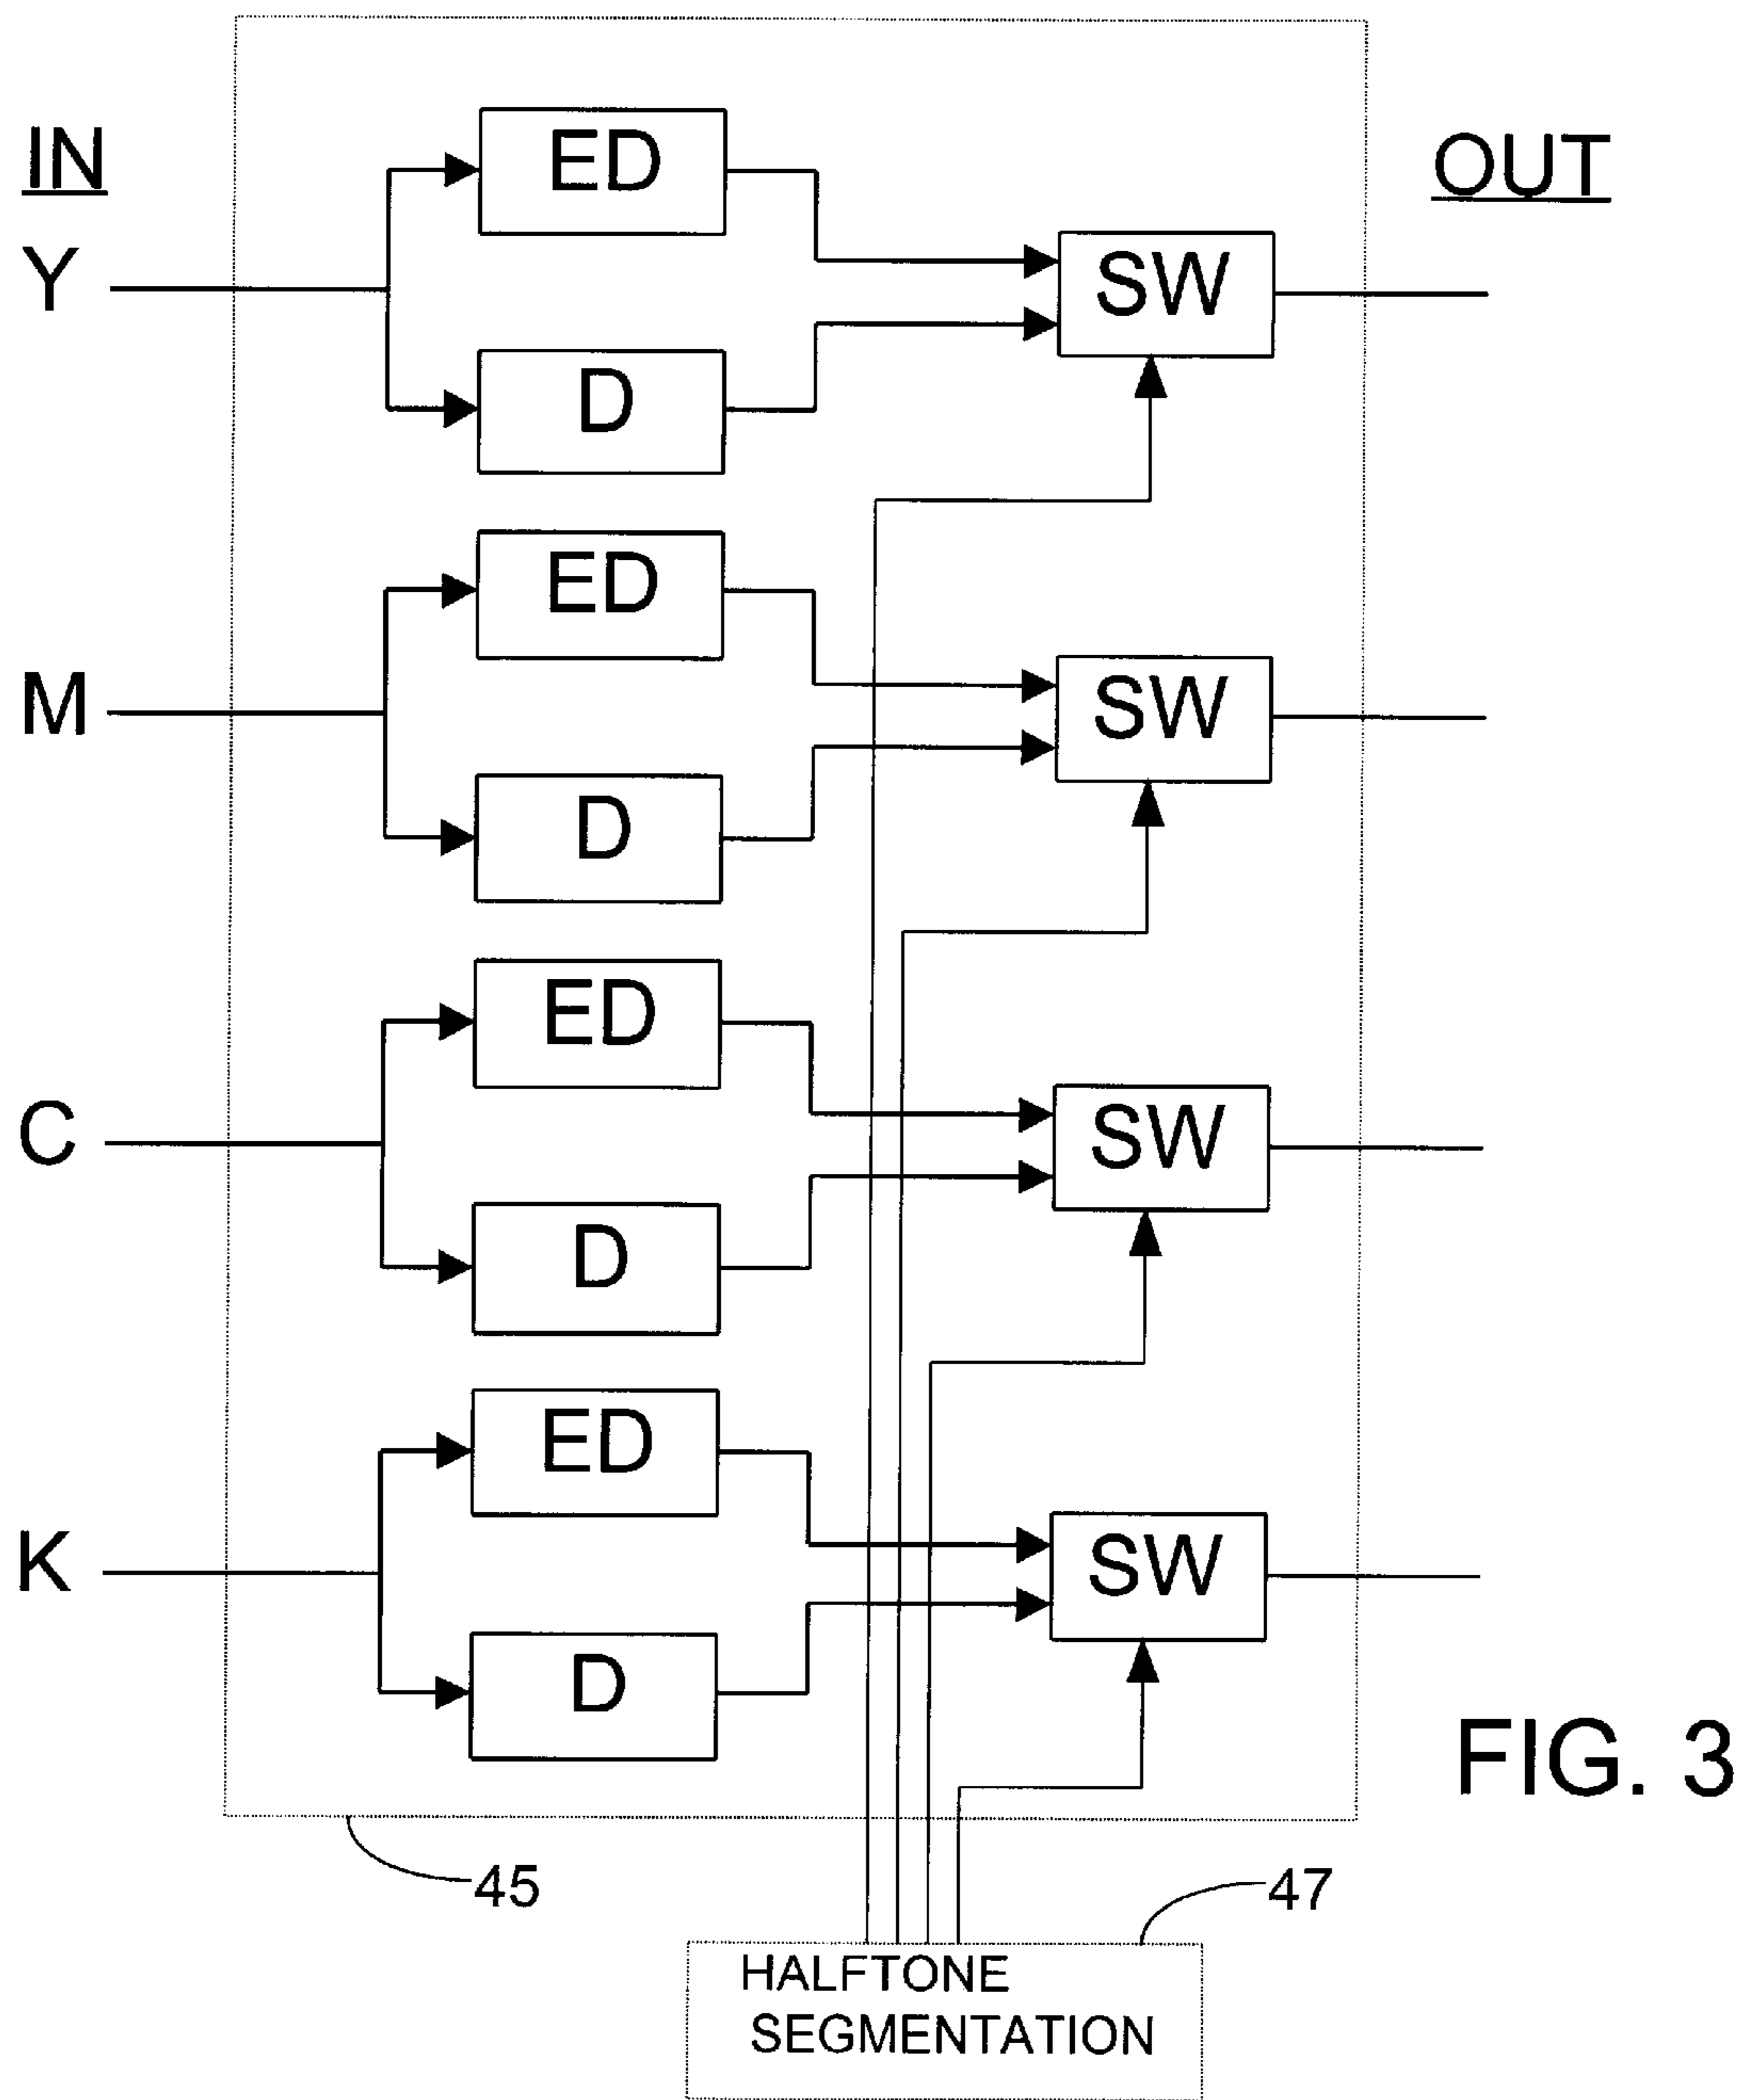 IN
OUT
ED
Y
SW
D
ED
M
SW
D
ED
C
SW
D
ED
K
SW
D
FIG. 3
45
47
HALFTONE
SEGMENTATION